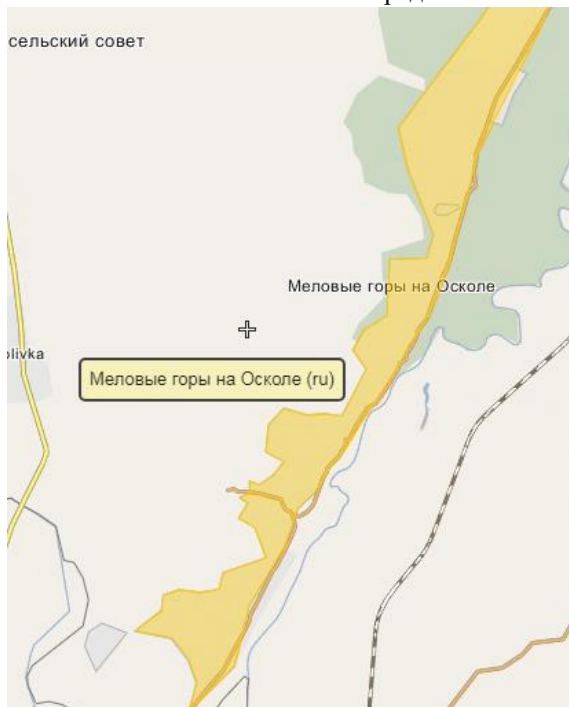 сельский совет
Меловые горы на Осколе
olivka
Меловые горы на Осколе (ru)